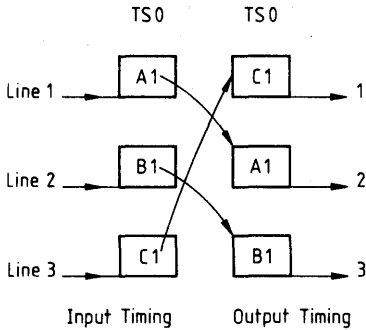 TS0 TS0
Line 1 A1 C1 1
Line 2 B1 A1 2
Line 3 C1 B1 3
Input Timing Output Timing